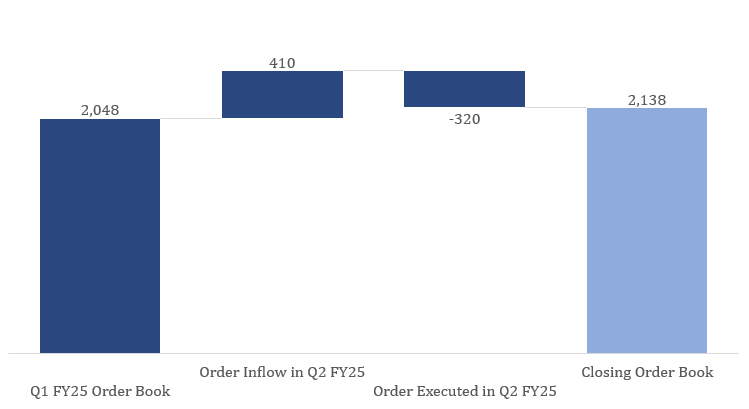 410
2,048
2,138
-320
Order Inflow in Q2 FY25
Closing Order Book
Q1 FY25 Order Book
Order Executed in Q2 FY25